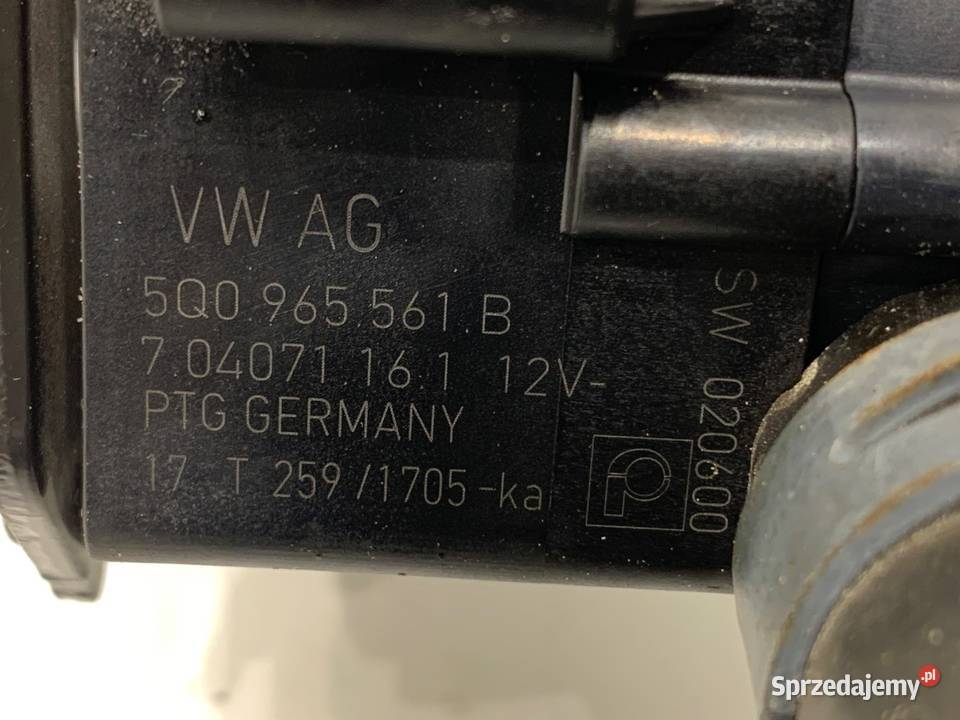 VW AG
5Q0 965 561 B
7.04071.16.1 12V-
PTG GERMANY
17 T 259/1705-ka
SW 020600
Sprzedajemy.pl